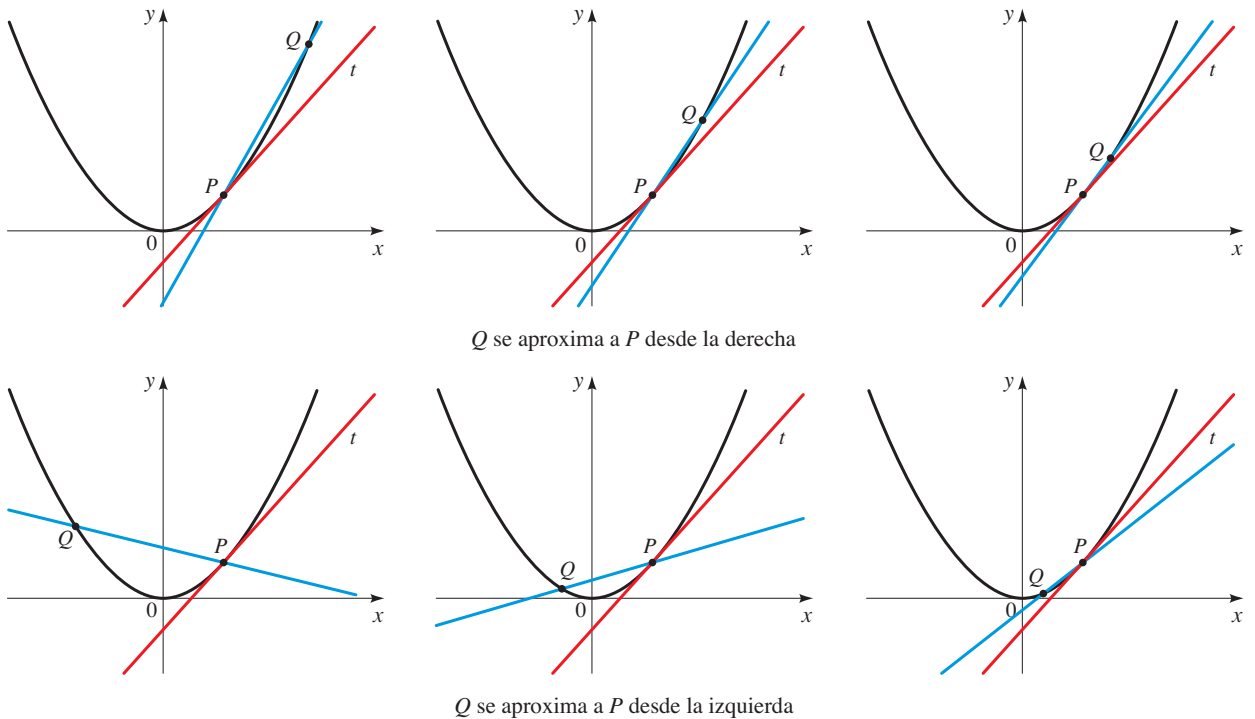 y y y
Q t Q t Q t
P P P
0 x 0 x 0 x
Q se aproxima a P desde la derecha
y y y
t t t
Q P Q P Q P
0 x 0 x 0 x
Q se aproxima a P desde la izquierda